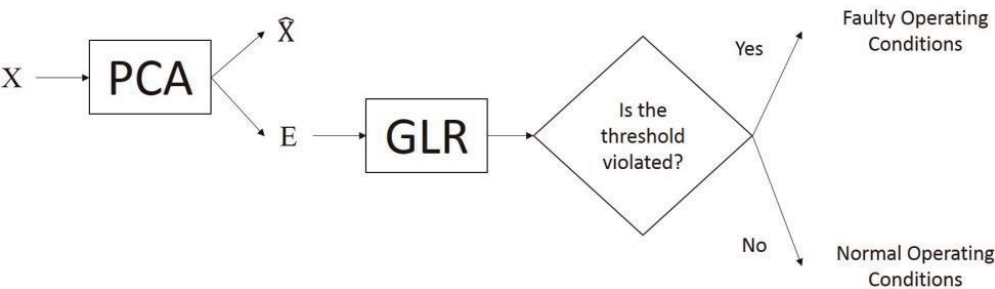 X
PCA
X̂
E
GLR
Is the
threshold
violated?
Yes
Faulty Operating
Conditions
No
Normal Operating
Conditions